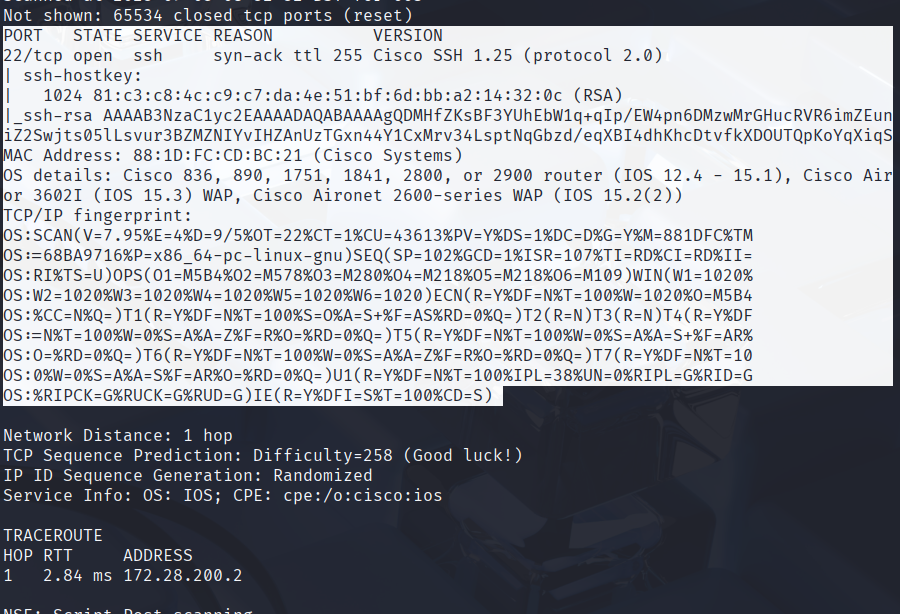 Not shown: 65534 closed tcp ports (reset)
PORT   STATE SERVICE REASON          VERSION
22/tcp open  ssh     syn-ack ttl 255 Cisco SSH 1.25 (protocol 2.0)
| ssh-hostkey:
|   1024 81:c3:c8:4c:c9:c7:da:4e:51:bf:6d:bb:a2:14:32:0c (RSA)
|_ssh-rsa AAAAB3NzaC1yc2EAAAADAQABAAAAgQDMHfZKsBF3YUhEbW1q+qIp/EW4pn6DMzwMrGHucRVR6imZEun
iZ2Swjts05lLsvur3BZMZNIYvIHZAnUzTGxn44Y1CxMrv34LsptNqGbzd/eqXBI4dhKhcDtvfkXDOUTQpKoYqXiqS
MAC Address: 88:1D:FC:CD:BC:21 (Cisco Systems)
OS details: Cisco 836, 890, 1751, 1841, 2800, or 2900 router (IOS 12.4 - 15.1), Cisco Air
or 3602I (IOS 15.3) WAP, Cisco Aironet 2600-series WAP (IOS 15.2(2))
TCP/IP fingerprint:
OS:SCAN(V=7.95%E=4%D=9/5%OT=22%CT=1%CU=43613%PV=Y%DS=1%DC=D%G=Y%M=881DFC%TM
OS:=68BA9716%P=x86_64-pc-linux-gnu)SEQ(SP=102%GCD=1%ISR=107%TI=RD%CI=RD%II=
OS:RI%TS=U)OPS(O1=M5B4%O2=M578%O3=M280%O4=M218%O5=M218%O6=M109)WIN(W1=1020%
OS:W2=1020%W3=1020%W4=1020%W5=1020%W6=1020)ECN(R=Y%DF=N%T=100%W=1020%O=M5B4
OS:%CC=N%Q=)T1(R=Y%DF=N%T=100%S=O%A=S+%F=AS%RD=0%Q=)T2(R=N)T3(R=N)T4(R=Y%DF
OS:=N%T=100%W=0%S=A%A=Z%F=R%O=%RD=0%Q=)T5(R=Y%DF=N%T=100%W=0%S=A%A=S+%F=AR%
OS:O=%RD=0%Q=)T6(R=Y%DF=N%T=100%W=0%S=A%A=Z%F=R%O=%RD=0%Q=)T7(R=Y%DF=N%T=10
OS:0%W=0%S=A%A=S%F=AR%O=%RD=0%Q=)U1(R=Y%DF=N%T=100%IPL=38%UN=0%RIPL=G%RID=G
OS:%RIPCK=G%RUCK=G%RUD=G)IE(R=Y%DFI=S%T=100%CD=S)
Network Distance: 1 hop
TCP Sequence Prediction: Difficulty=258 (Good luck!)
IP ID Sequence Generation: Randomized
Service Info: OS: IOS; CPE: cpe:/o:cisco:ios
TRACEROUTE
HOP RTT     ADDRESS
1   2.84 ms 172.28.200.2
NSE: Script Post-scanning